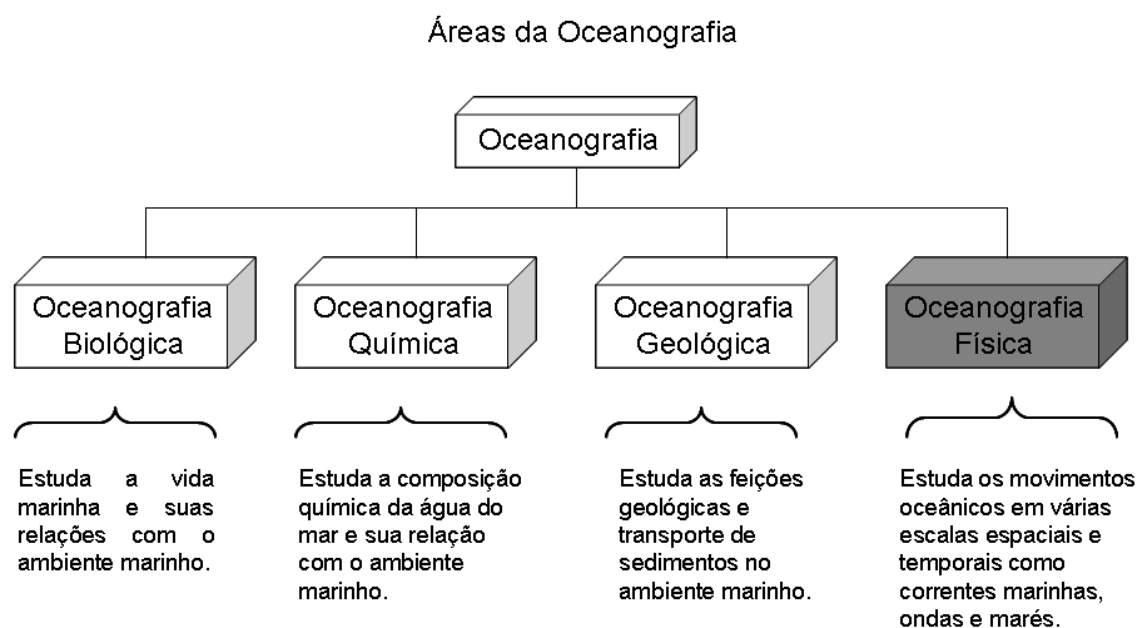 Áreas da Oceanografia
Oceanografia
Oceanografia
Biológica
Oceanografia
Química
Oceanografia
Geológica
Oceanografia
Física
Estuda a vida
marinha e suas
relações com o
ambiente marinho.
Estuda a composição
química da água do
mar e sua relação
com o ambiente
marinho.
Estuda as feições
geológicas e
transporte de
sedimentos no
ambiente marinho.
Estuda os movimentos
oceânicos em várias
escalas espaciais e
temporais como
correntes marinhas,
ondas e marés.